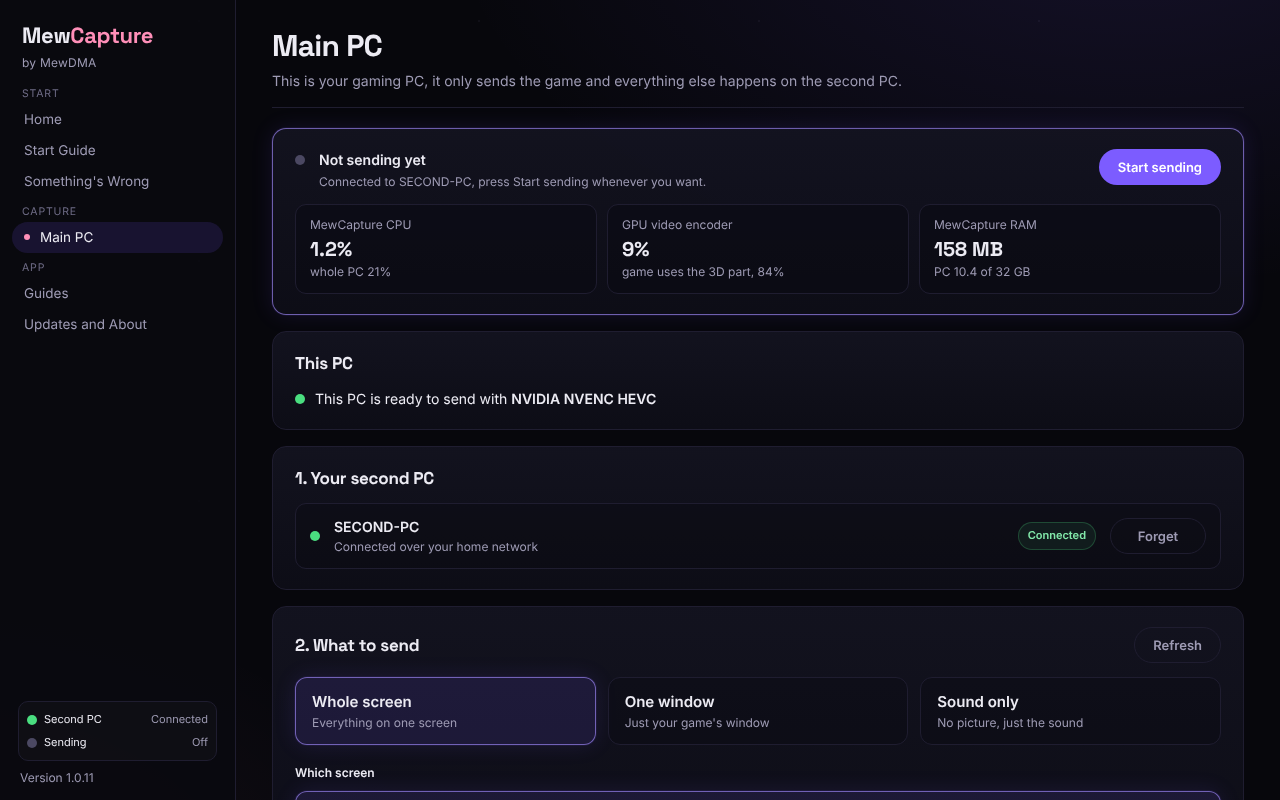 MewCapture
by MewDMA
START
Home
Start Guide
Something's Wrong
CAPTURE
Main PC
APP
Guides
Updates and About
Second PC Connected
Sending Off
Version 1.0.11
Main PC
This is your gaming PC, it only sends the game and everything else happens on the second PC.
Not sending yet
Connected to SECOND-PC, press Start sending whenever you want.
Start sending
MewCapture CPU
1.2%
whole PC 21%
GPU video encoder
9%
game uses the 3D part, 84%
MewCapture RAM
158 MB
PC 10.4 of 32 GB
This PC
This PC is ready to send with NVIDIA NVENC HEVC
1. Your second PC
SECOND-PC
Connected over your home network
Connected
Forget
2. What to send
Refresh
Whole screen
Everything on one screen
One window
Just your game's window
Sound only
No picture, just the sound
Which screen